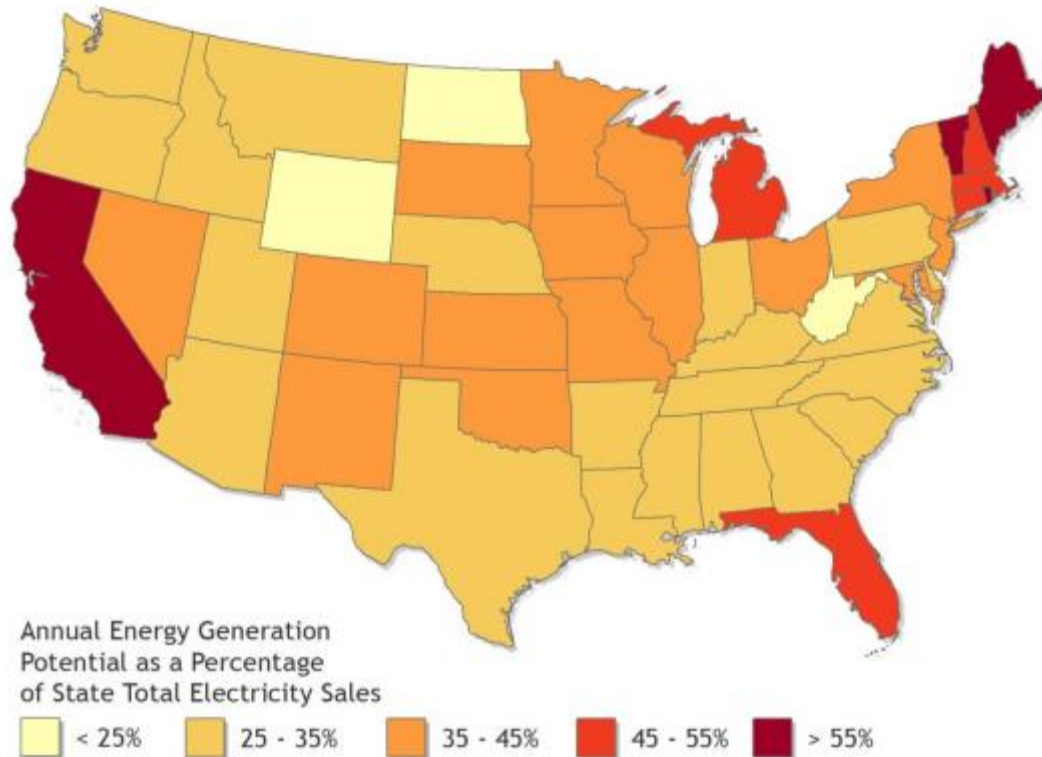 Annual Energy Generation
Potential as a Percentage
of State Total Electricity Sales
< 25% 25 - 35% 35 - 45% 45 - 55% > 55%